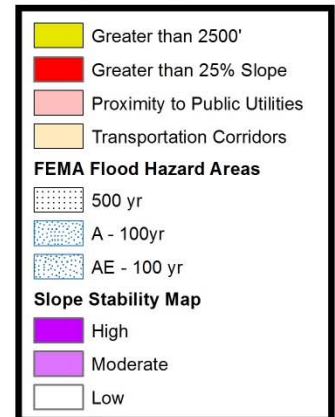 Greater than 2500'
Greater than 25% Slope
Proximity to Public Utilities
Transportation Corridors
FEMA Flood Hazard Areas
500 yr
A - 100yr
AE - 100 yr
Slope Stability Map
High
Moderate
Low